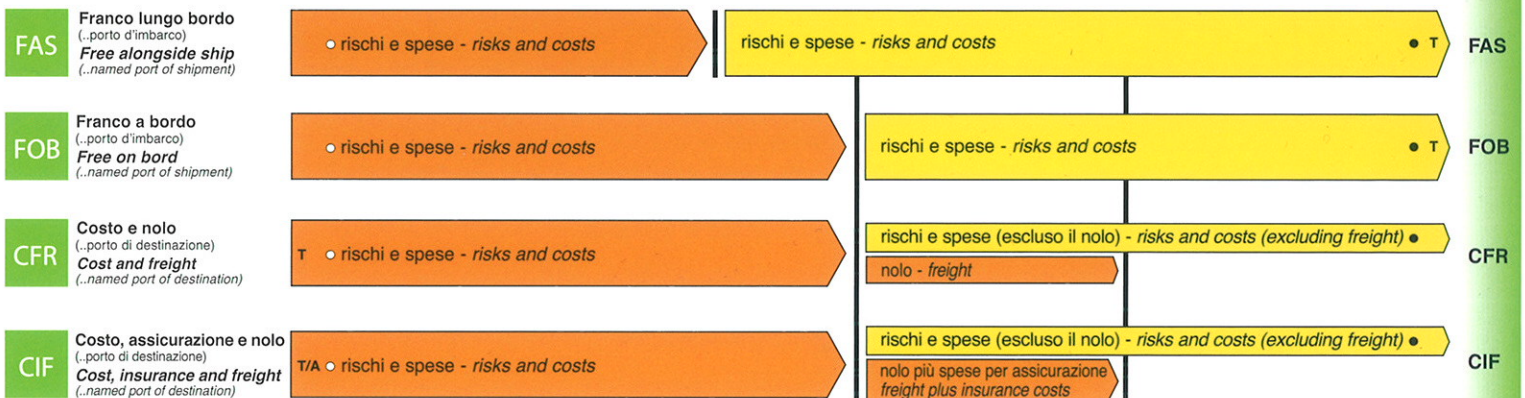 FAS
Franco lungo bordo
(..porto d'imbarco)
Free alongside ship
(..named port of shipment)
rischi e spese - risks and costs
rischi e spese - risks and costs
T
FAS
FOB
Franco a bordo
(..porto d'imbarco)
Free on bord
(..named port of shipment)
rischi e spese - risks and costs
rischi e spese - risks and costs
T
FOB
CFR
Costo e nolo
(..porto di destinazione)
Cost and freight
(..named port of destination)
T
rischi e spese - risks and costs
rischi e spese (escluso il nolo) - risks and costs (excluding freight)
nolo - freight
CFR
CIF
Costo, assicurazione e nolo
(..porto di destinazione)
Cost, insurance and freight
(..named port of destination)
T/A
rischi e spese - risks and costs
rischi e spese (escluso il nolo) - risks and costs (excluding freight)
nolo più spese per assicurazione
freight plus insurance costs
CIF